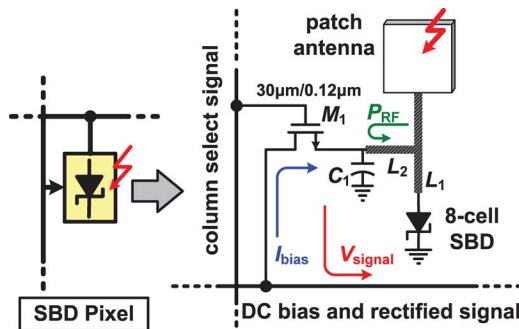 patch
antenna
column select signal
30μm/0.12μm
M1
PRF
C1
L2
L1
8-cell
SBD
Ibias
Vsignal
SBD Pixel
DC bias and rectified signal